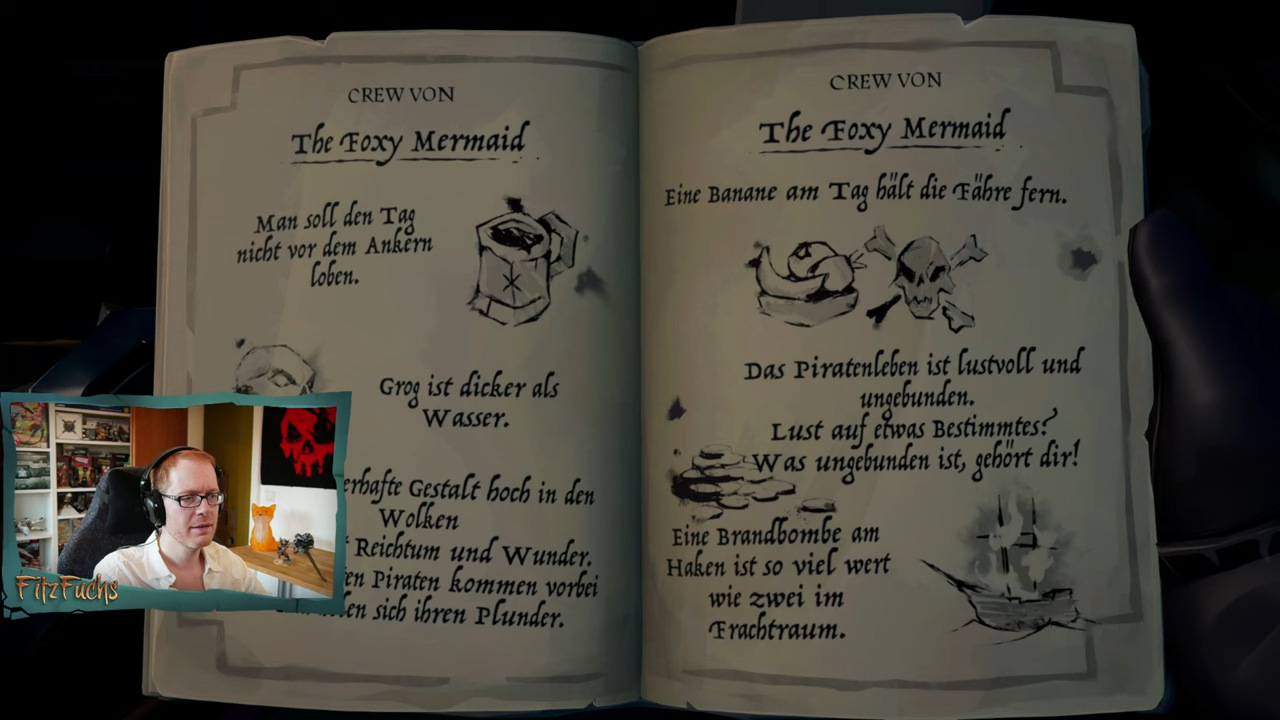 CREW VON
The Foxy Mermaid
Man soll den Tag
nicht vor dem Ankern
loben.
Grog ist dicker als
Wasser.
Gestalt hoch in den
Wolken
Reichtum und Wunder.
Piraten kommen vorbei
sich ihren Plunder.
CREW VON
The Foxy Mermaid
Eine Banane am Tag hält die Fähre fern.
Das Piratenleben ist lustvoll und
ungebunden.
Lust auf etwas Bestimmtes?
Was ungebunden ist, gehört dir!
Eine Brandbombe am
Haken ist so viel wert
wie zwei im
Frachtraum.
FitzFuchs